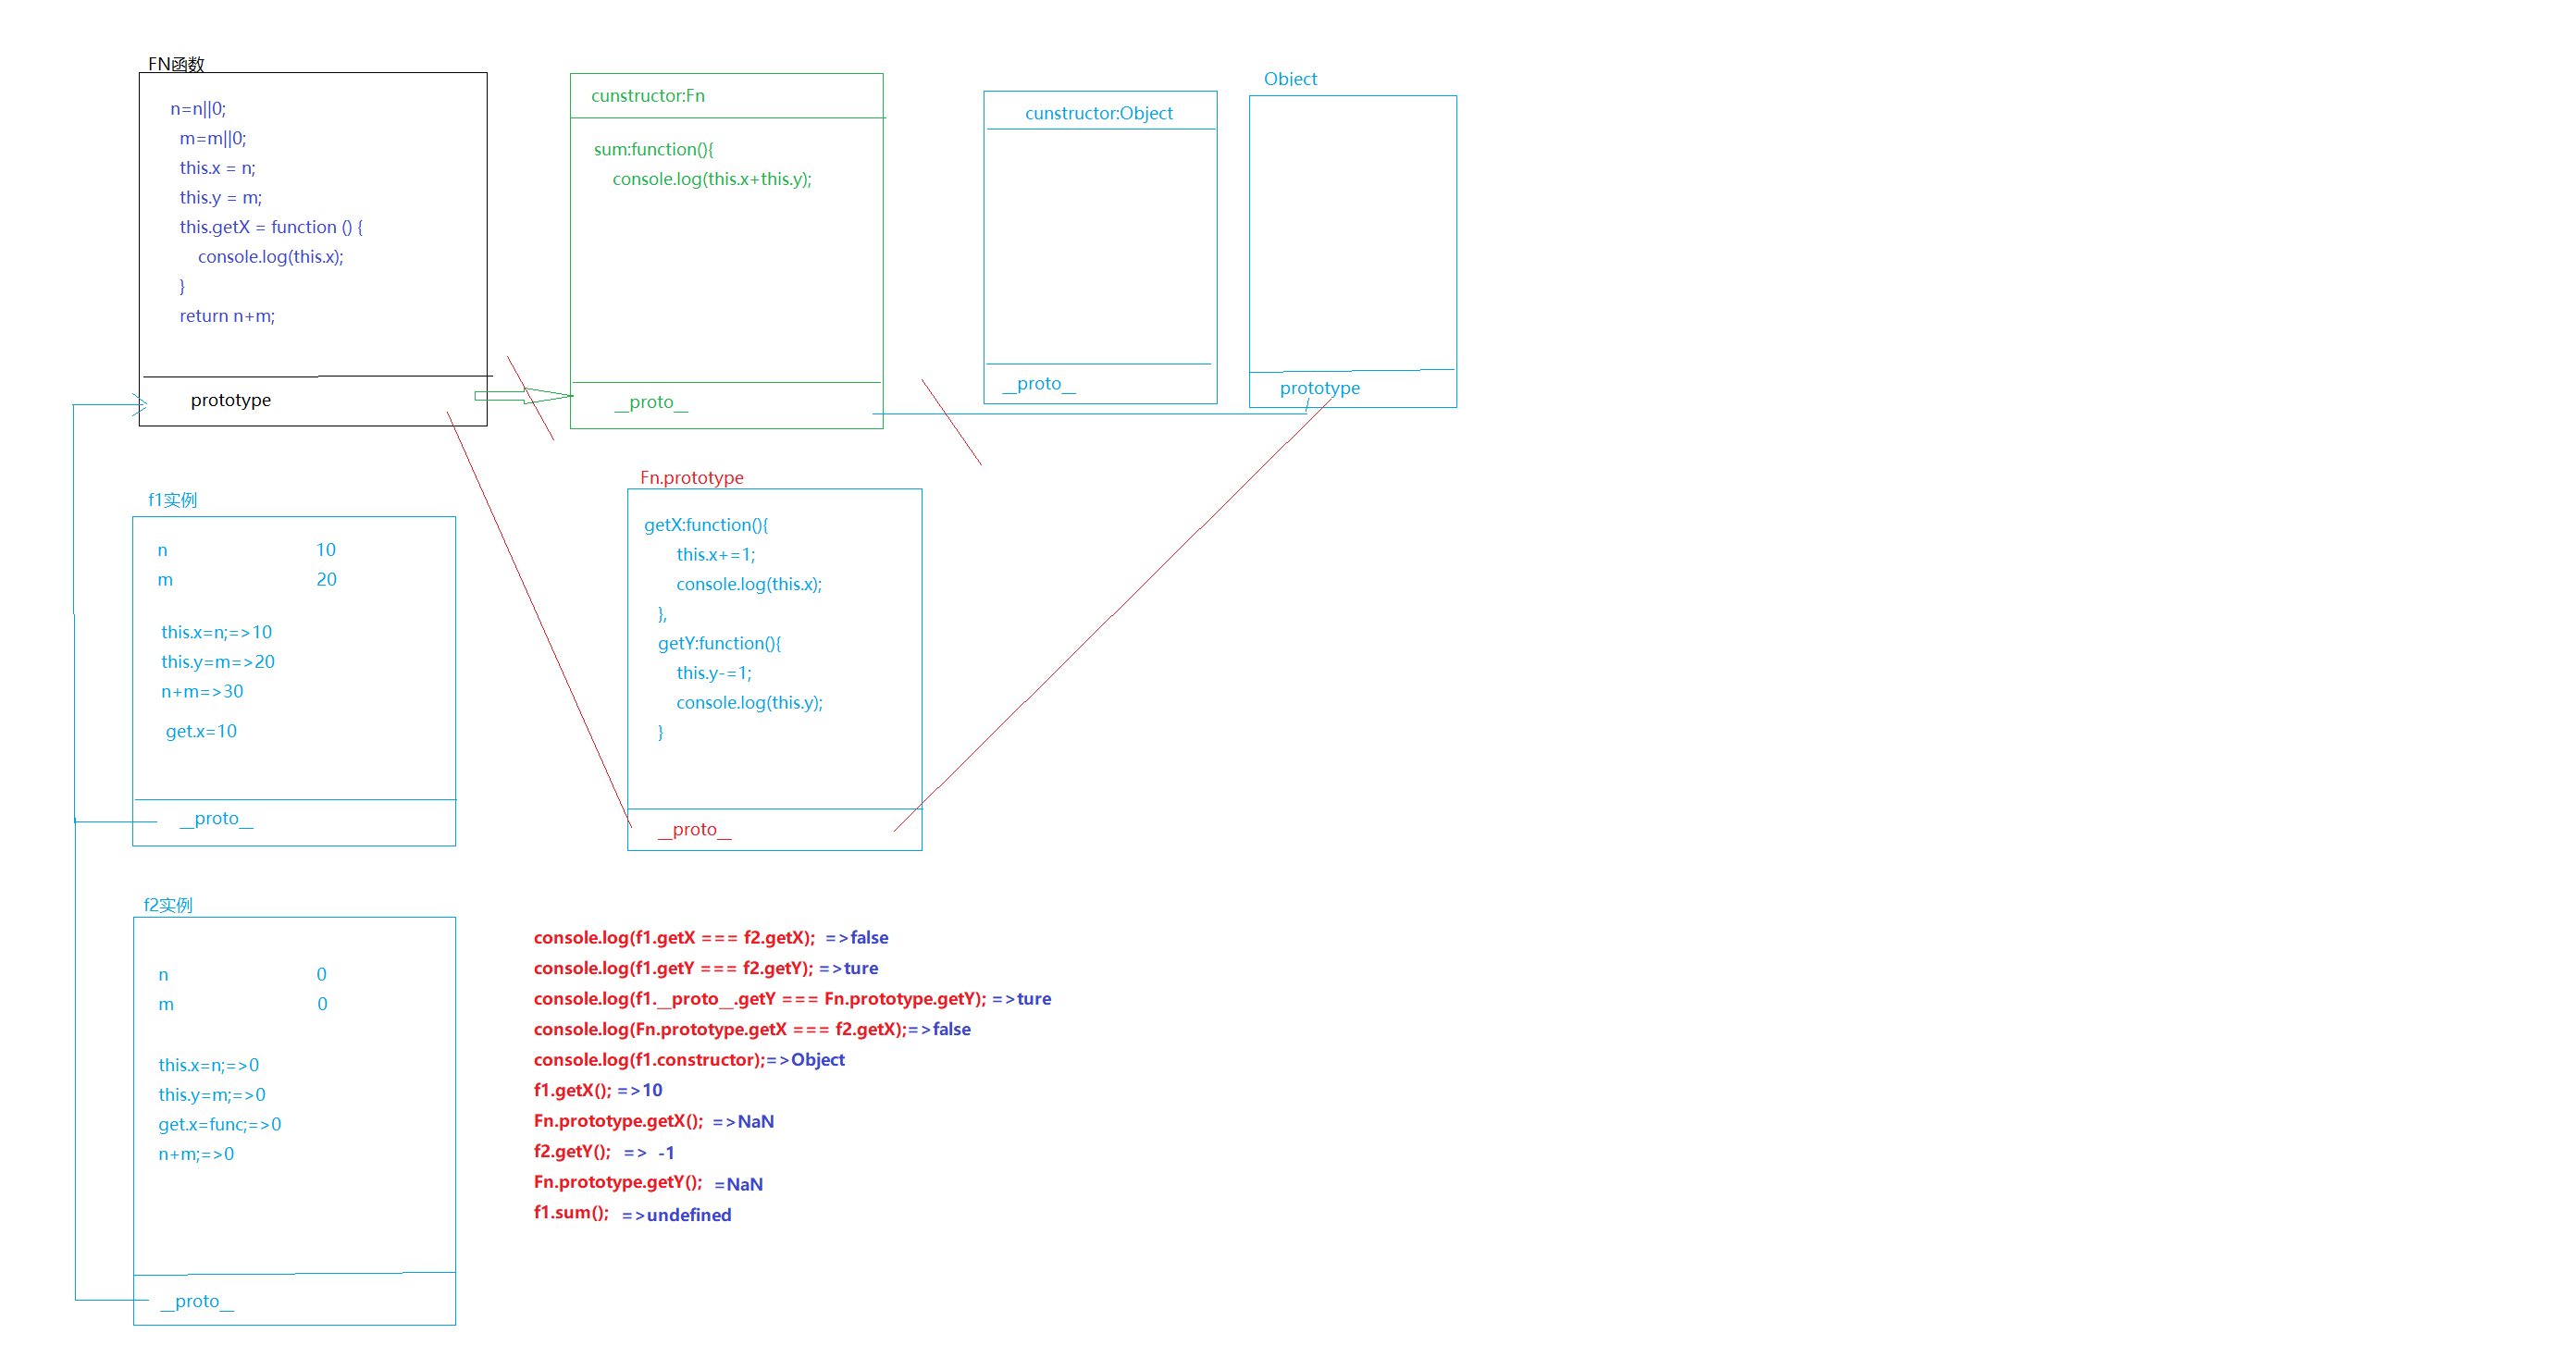 FN函数
n=n||0;
m=m||0;
this.x = n;
this.y = m;
this.getX = function () {
console.log(this.x);
}
return n+m;
prototype
cunstructor:Fn
sum:function(){
console.log(this.x+this.y);
__proto__
cunstructor:Object
__proto__
Obiect
prototype
f1实例
n 10
m 20
this.x=n;=>10
this.y=m=>20
n+m=>30
get.x=10
__proto__
Fn.prototype
getX:function(){
this.x+=1;
console.log(this.x);
},
getY:function(){
this.y-=1;
console.log(this.y);
}
__proto__
f2实例
n 0
m 0
this.x=n;=>0
this.y=m;=>0
get.x=func;=>0
n+m;=>0
__proto__
console.log(f1.getX === f2.getX); =>false
console.log(f1.getY === f2.getY); =>ture
console.log(f1.__proto__.getY === Fn.prototype.getY); =>ture
console.log(Fn.prototype.getX === f2.getX);=>false
console.log(f1.constructor);=>Object
f1.getX(); =>10
Fn.prototype.getX(); =>NaN
f2.getY(); => -1
Fn.prototype.getY(); =NaN
f1.sum(); =>undefined